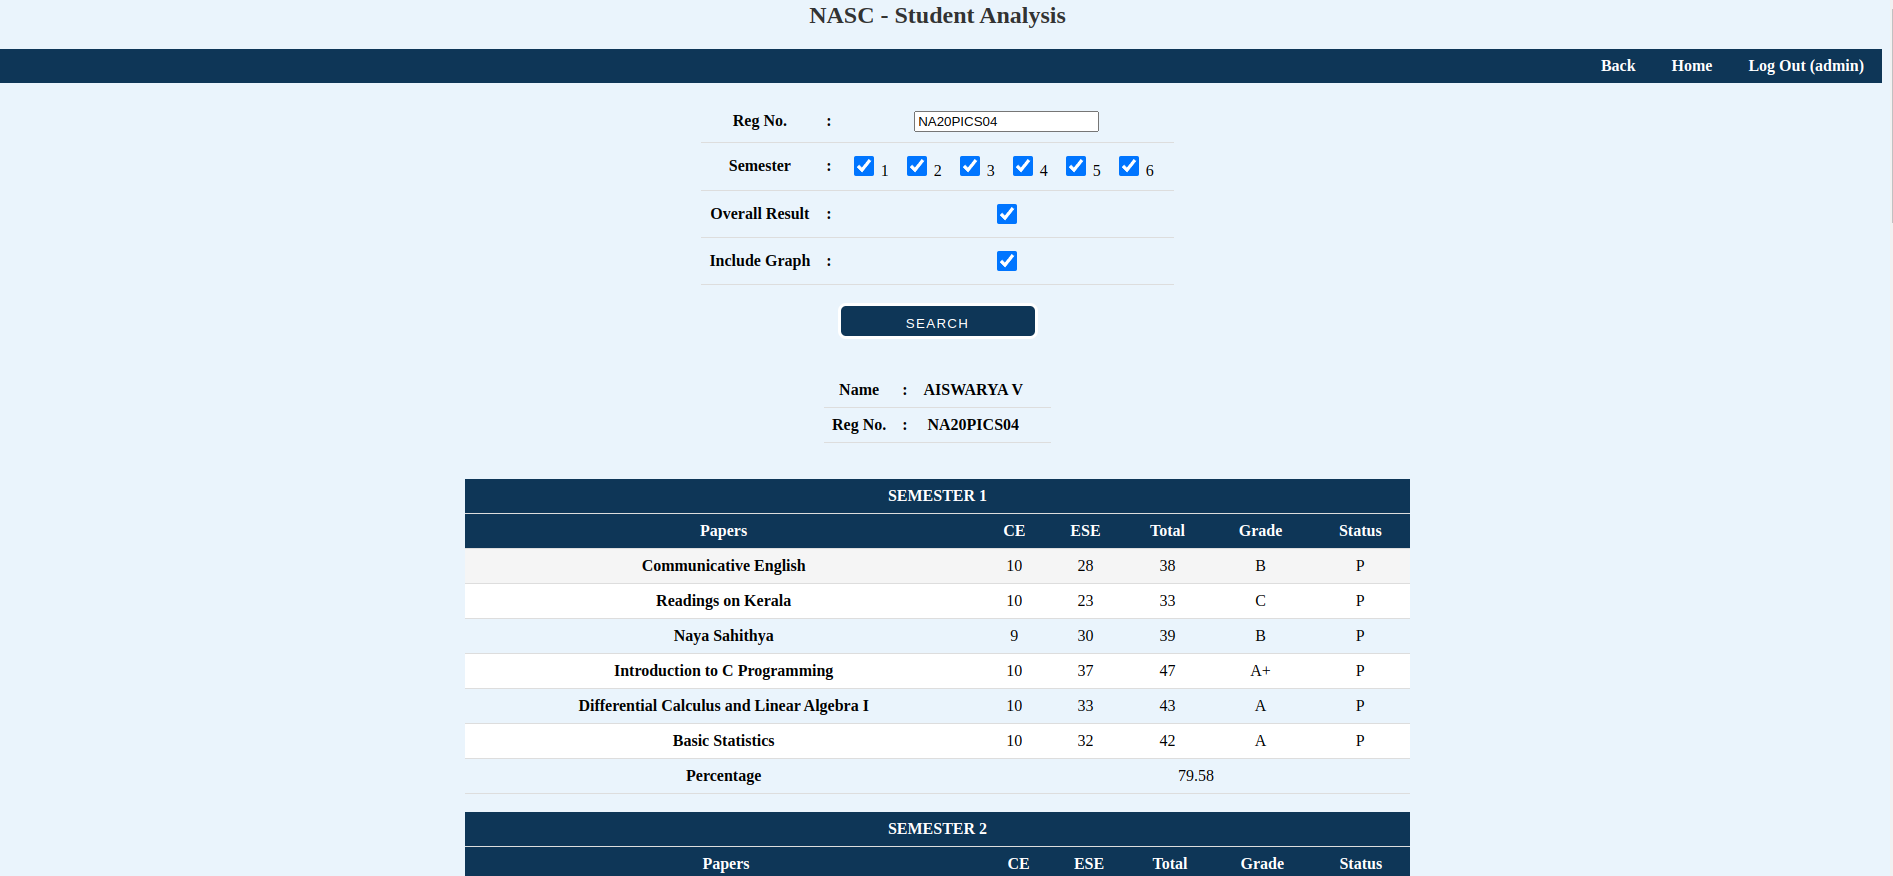 NASC - Student Analysis
Back Home Log Out (admin)
Reg No. : NA20PICS04
Semester : 1 2 3 4 5 6
Overall Result :
Include Graph :
SEARCH
Name : AISWARYA V
Reg No. : NA20PICS04
SEMESTER 1
Papers CE ESE Total Grade Status
Communicative English 10 28 38 B P
Readings on Kerala 10 23 33 C P
Naya Sahithya 9 30 39 B P
Introduction to C Programming 10 37 47 A+ P
Differential Calculus and Linear Algebra I 10 33 43 A P
Basic Statistics 10 32 42 A P
Percentage 79.58
SEMESTER 2
Papers CE ESE Total Grade Status